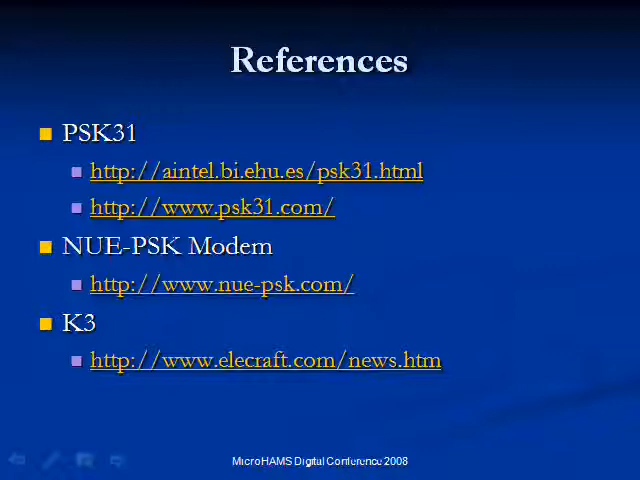 References
PSK31
http://aintel.bi.ehu.es/psk31.html
http://www.psk31.com/
NUE-PSK Modem
http://www.nue-psk.com/
K3
http://www.elecraft.com/news.htm
MicroHAMS Digital Conference 2008